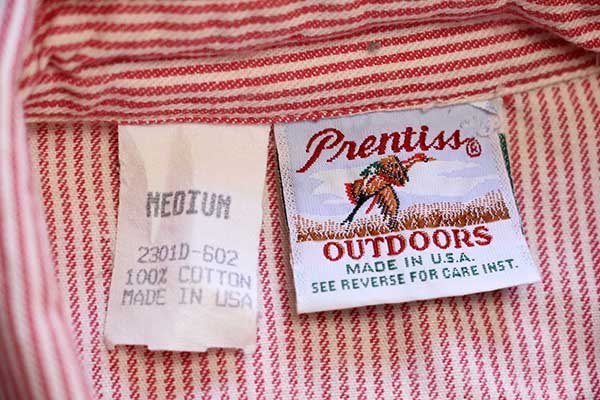 MEDIUM
2301D-602
100% COTTON
MADE IN USA
Prentiss®
OUTDOORS
MADE IN U.S.A.
SEE REVERSE FOR CARE INST.